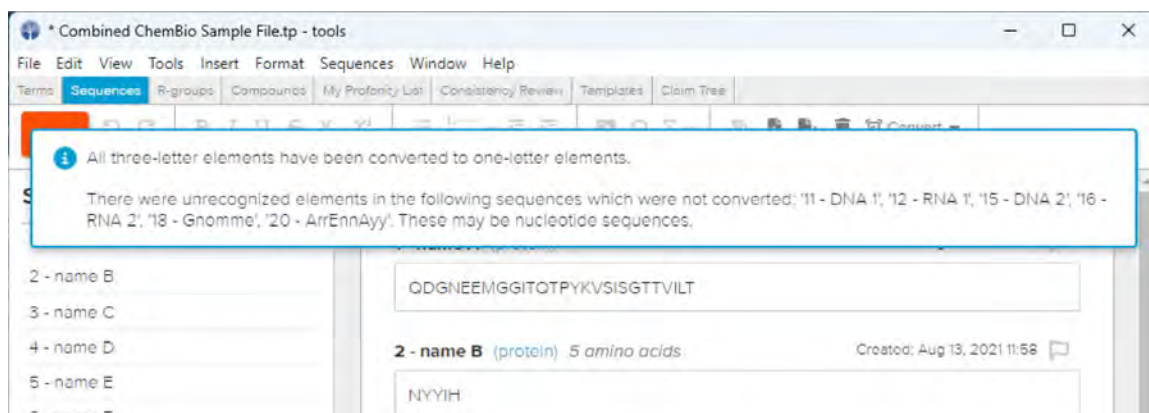 * Combined ChemBio Sample File.tp - tools
File Edit View Tools Insert Format Sequences Window Help
Terms Sequences R-groups Compounds My Profanity List Consistency Review Templates Claim Tree
Convert
All three-letter elements have been converted to one-letter elements.
There were unrecognized elements in the following sequences which were not converted; '11 - DNA 1', '12 - RNA 1', '15 - DNA 2', '16 -
RNA 2', '18 - Gnomme', '20 - ArrEnnAyy'. These may be nucleotide sequences.
2 - name B
QDGNEEMGGITQTPYKVSISGTTVILT
3 - name C
4 - name D
2 - name B (protein) 5 amino acids Created: Aug 13, 2021 11:58
5 - name E
NYYIH